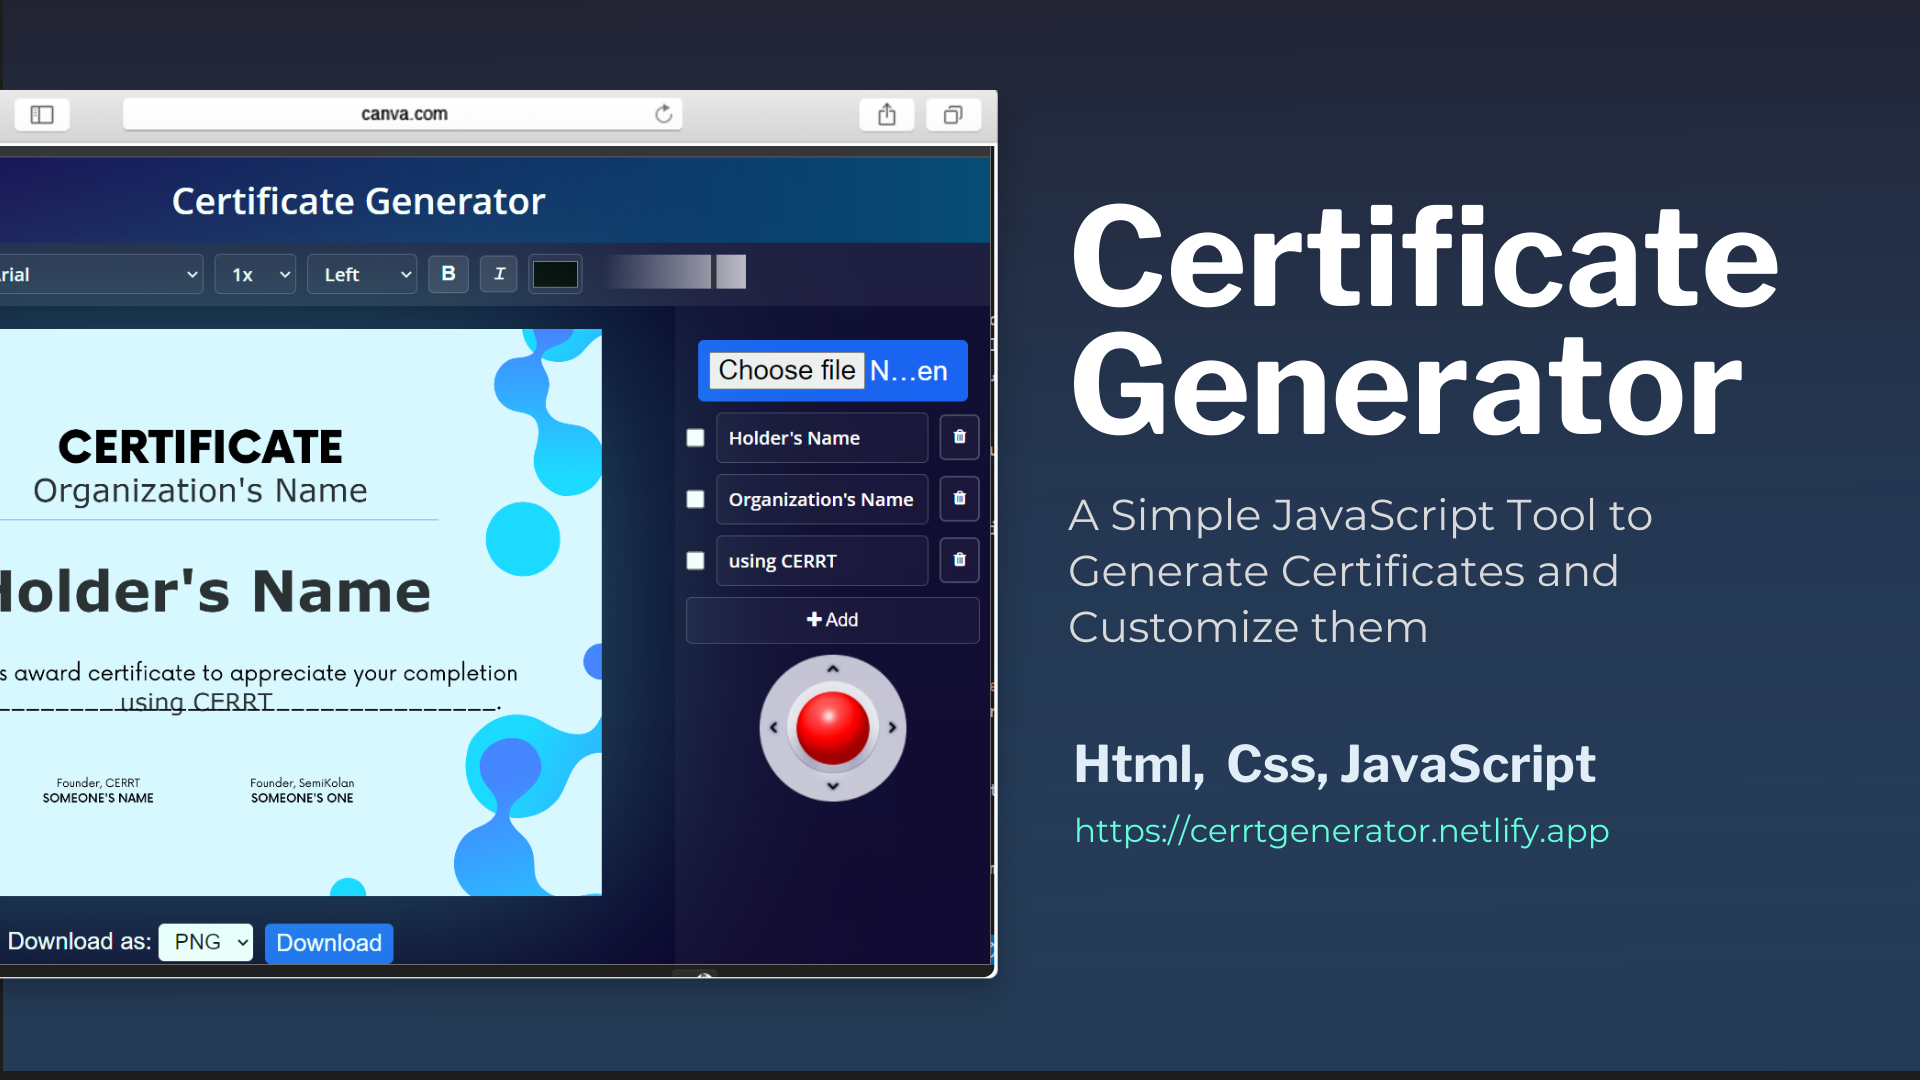 canva.com
Certificate Generator
rial
1x
Left
B
I
CERTIFICATE
Organization's Name
Holder's Name
s award certificate to appreciate your completion
using CERRT
Founder, CERRT
SOMEONE'S NAME
Founder, SemiKolan
SOMEONE'S ONE
Download as:
PNG
Download
Choose file N...en
Holder's Name
Organization's Name
using CERRT
Add
Certificate
Generator
A Simple JavaScript Tool to
Generate Certificates and
Customize them
Html, Css, JavaScript
https://cerrtgenerator.netlify.app